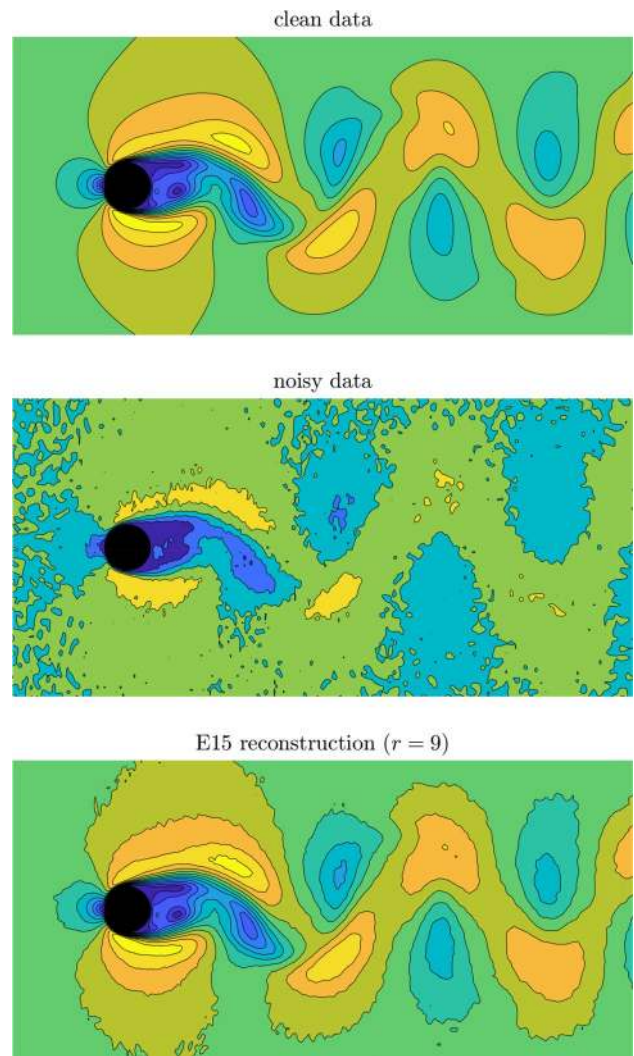 clean data
noisy data
E15 reconstruction (r = 9)